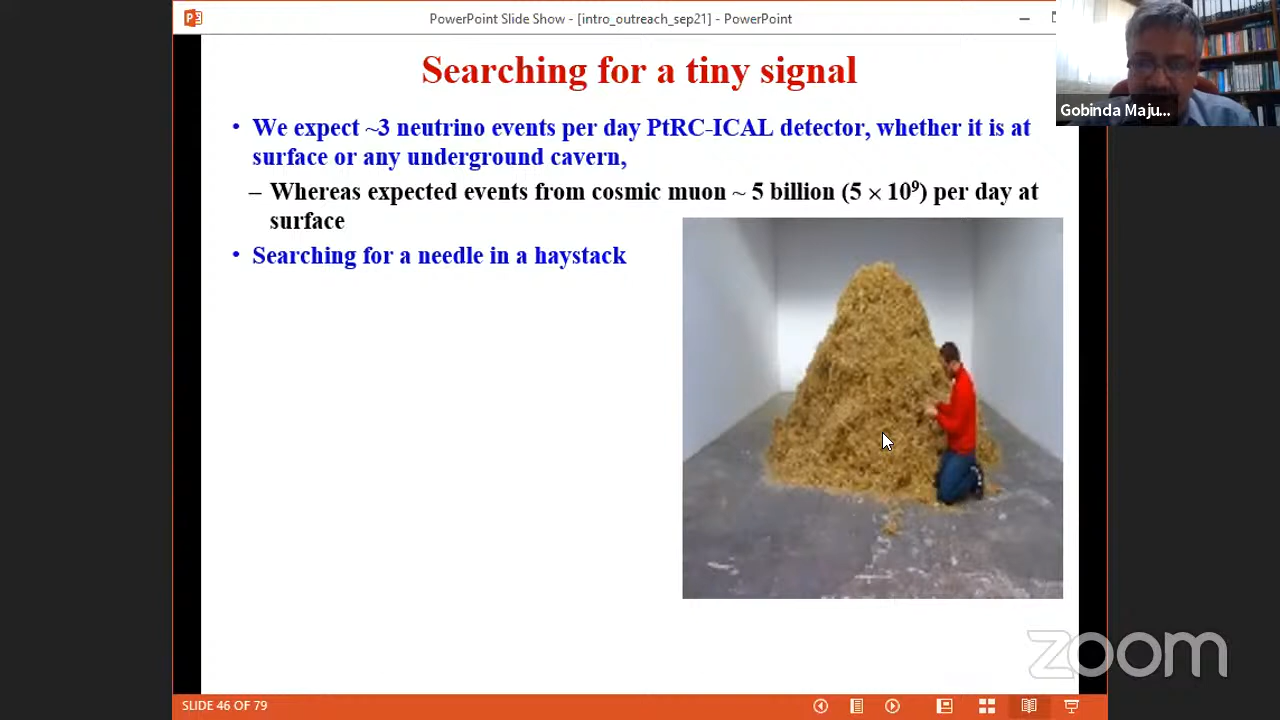 PowerPoint Slide Show - [intro_outreach_sep21] - PowerPoint
Gobinda Maju...
Searching for a tiny signal
• We expect ~3 neutrino events per day PtRC-ICAL detector, whether it is at
surface or any underground cavern,
– Whereas expected events from cosmic muon ~ 5 billion (5 × 10⁹) per day at
surface
• Searching for a needle in a haystack
zoom
SLIDE 46 OF 79